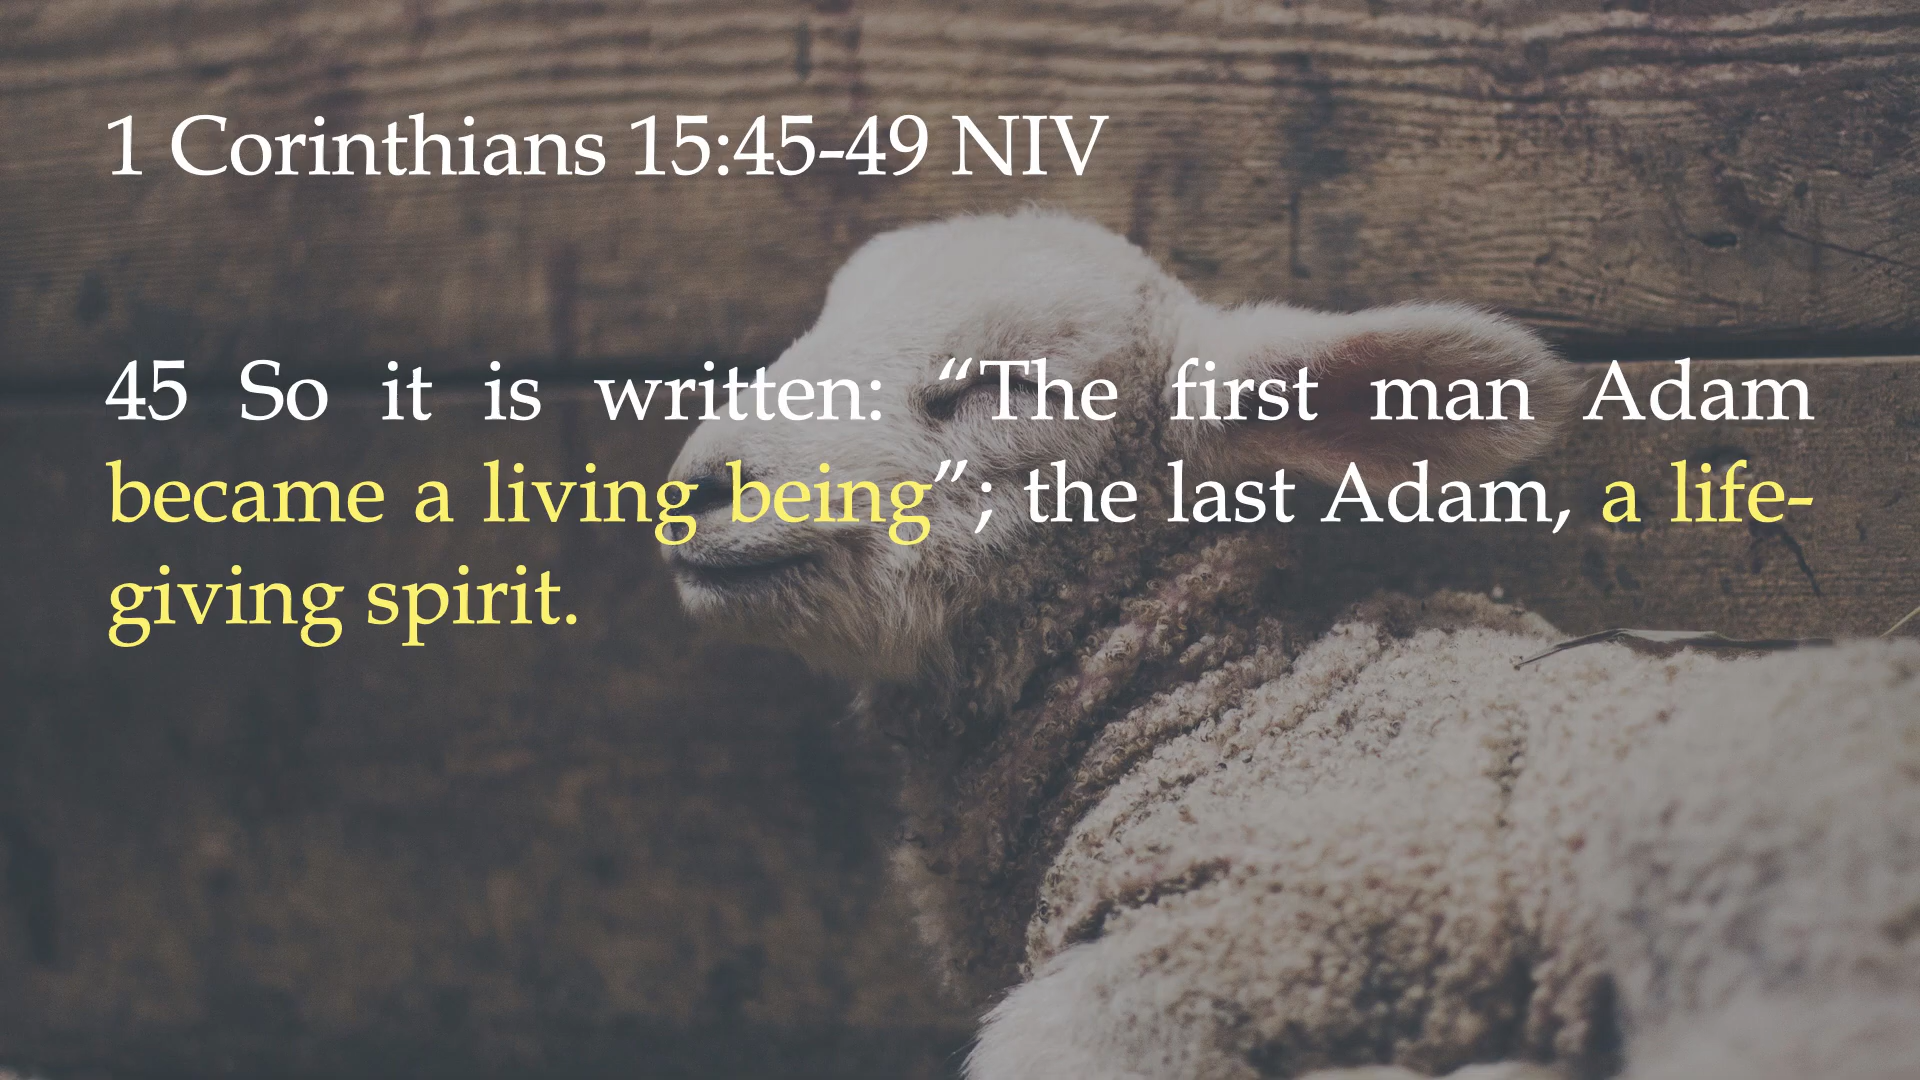 1 Corinthians 15:45-49 NIV
45 So it is written: “The first man Adam
became a living being”; the last Adam, a life-
giving spirit.